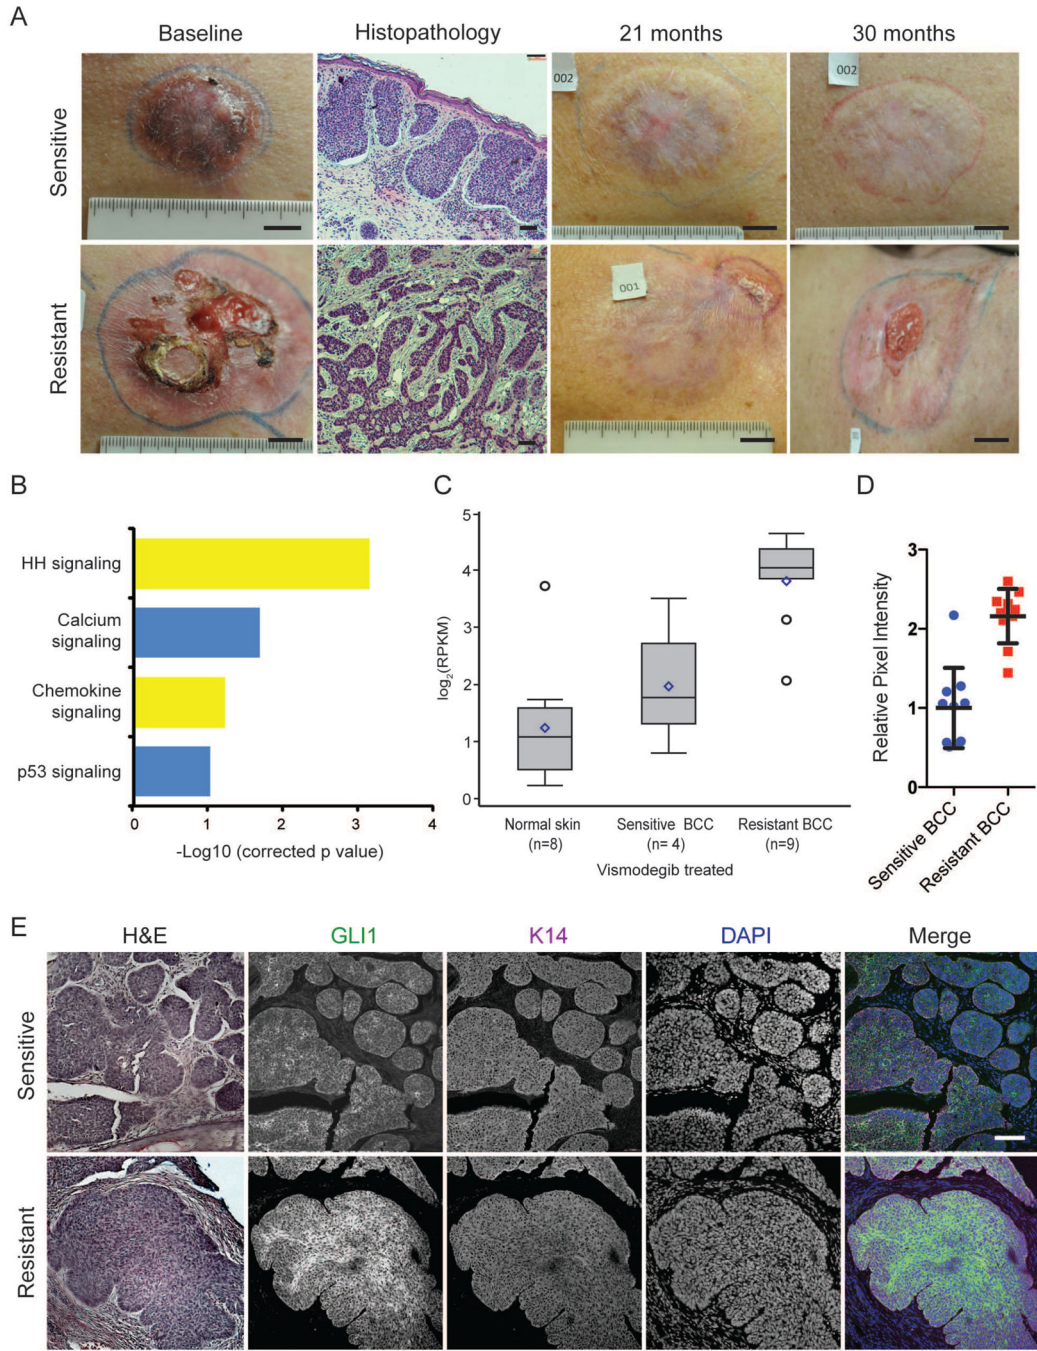 A
Baseline
Histopathology
21 months
30 months
Sensitive
002
002
Resistant
001
B
HH signaling
Calcium
signaling
Chemokine
signaling
p53 signaling
0
1
2
3
4
-Log10 (corrected p value)
C
5
4
3
2
1
0
log2(RPKM)
Normal skin
(n=8)
Sensitive BCC
(n= 4)
Resistant BCC
(n=9)
Vismodegib treated
D
3
2
1
0
Relative Pixel Intensity
Sensitive BCC
Resistant BCC
E
H&E
GLI1
K14
DAPI
Merge
Sensitive
Resistant